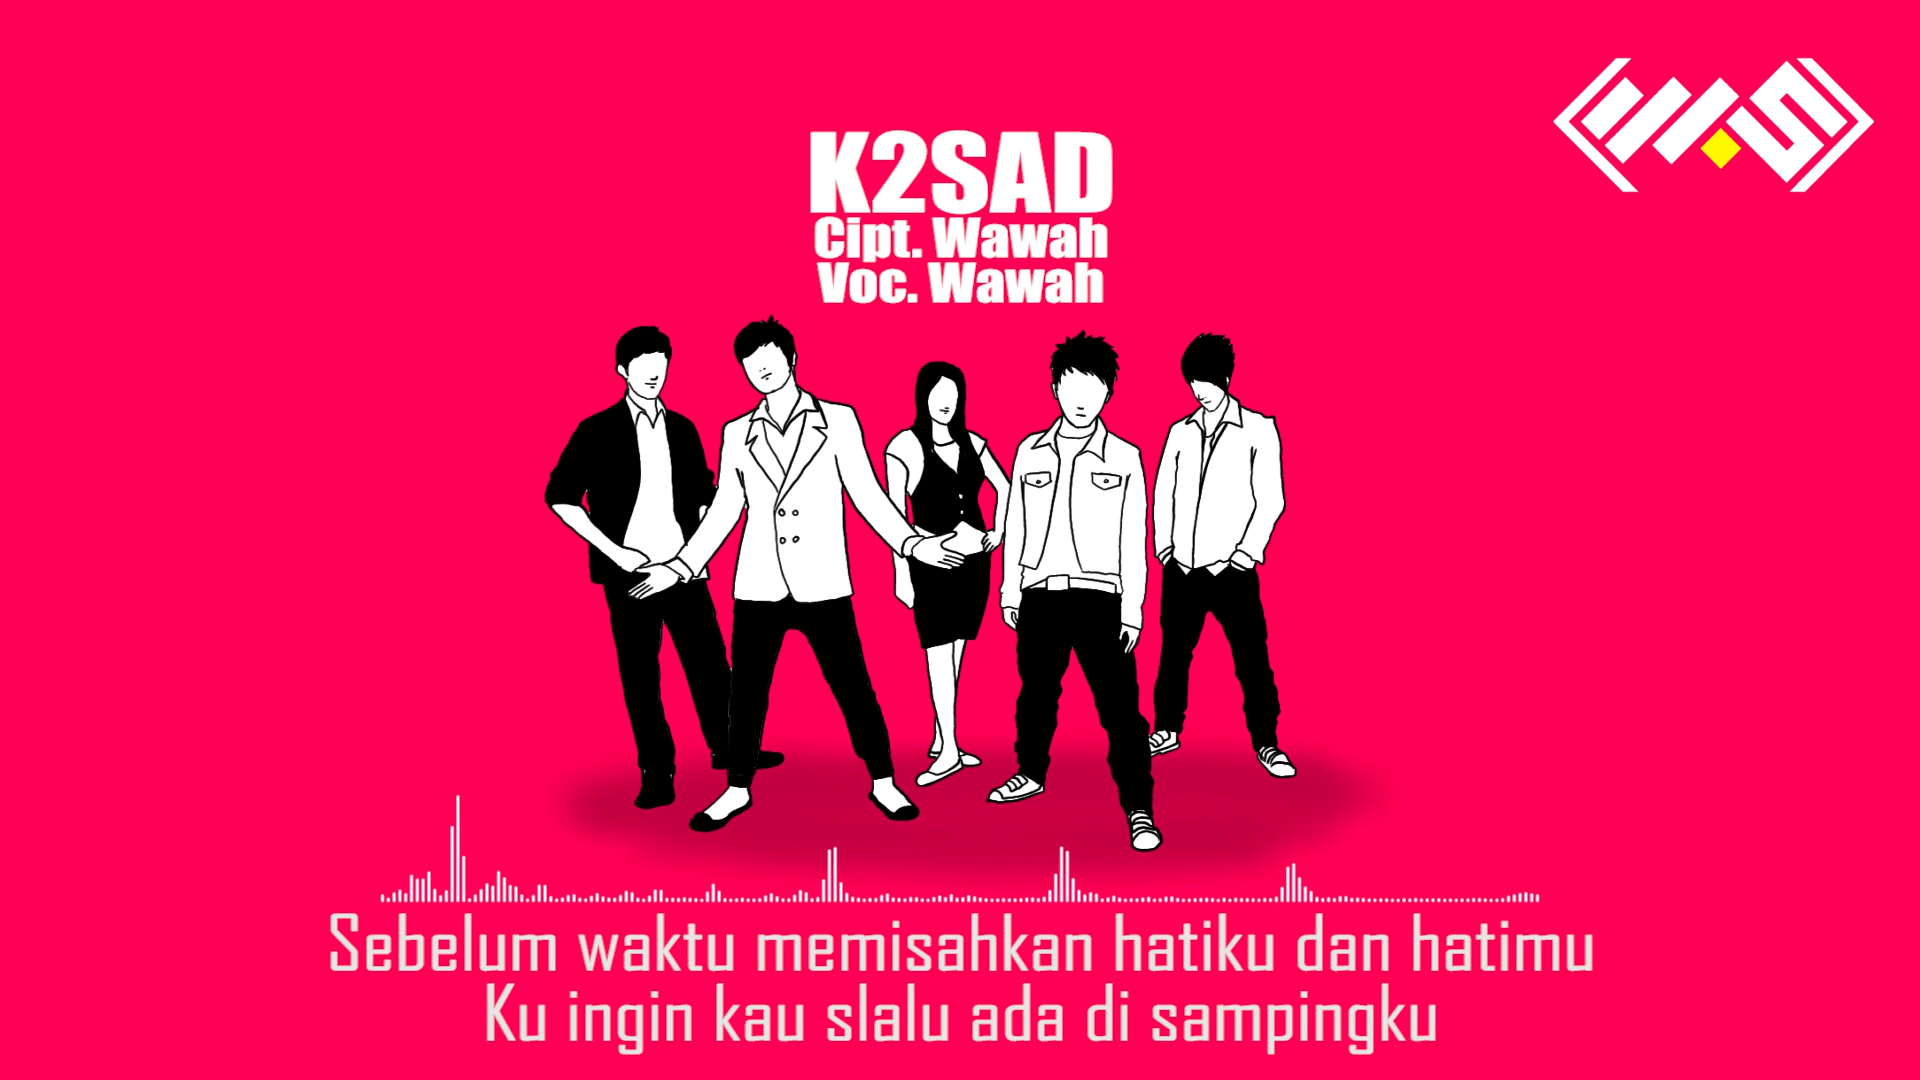 K2SAD
Cipt. Wawah
Voc. Wawah
Sebelum waktu memisahkan hatiku dan hatimu
Ku ingin kau slalu ada di sampingku